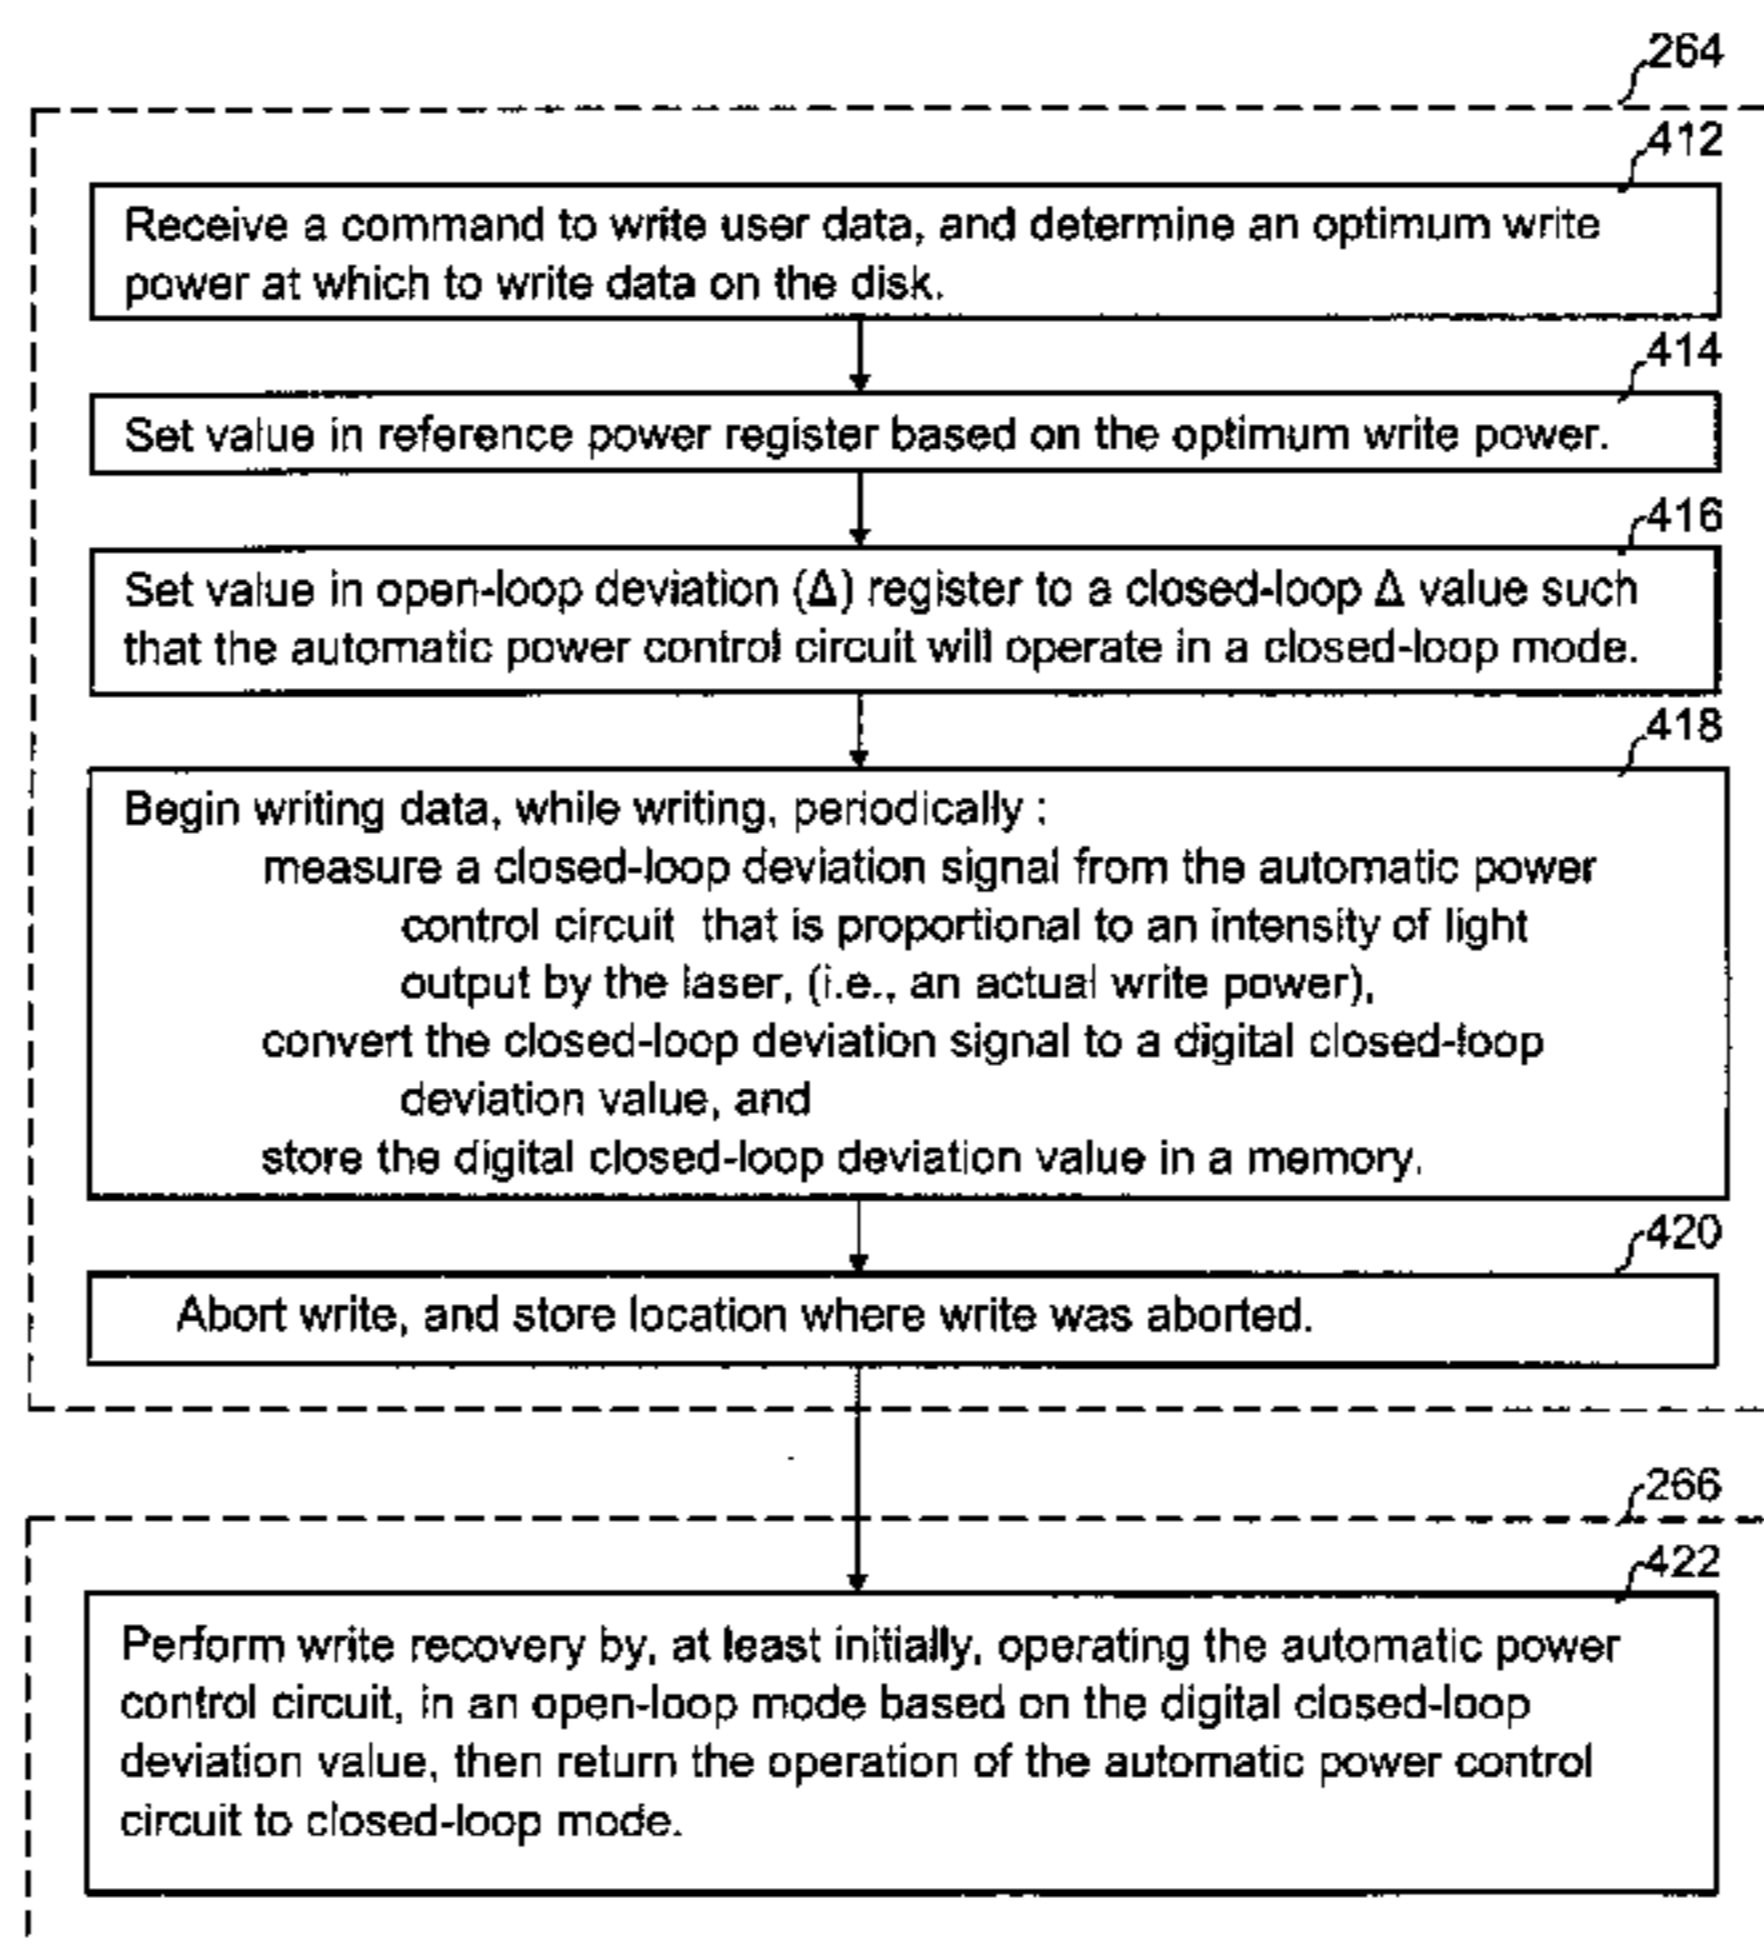 264
412
Receive a command to write user data, and determine an optimum write
power at which to write data on the disk.
414
Set value in reference power register based on the optimum write power.
416
Set value in open-loop deviation (Δ) register to a closed-loop Δ value such
that the automatic power control circuit will operate in a closed-loop mode.
418
Begin writing data, while writing, periodically :
measure a closed-loop deviation signal from the automatic power
control circuit that is proportional to an intensity of light
output by the laser, (i.e., an actual write power),
convert the closed-loop deviation signal to a digital closed-loop
deviation value, and
store the digital closed-loop deviation value in a memory.
420
Abort write, and store location where write was aborted.
266
422
Perform write recovery by, at least initially, operating the automatic power
control circuit, in an open-loop mode based on the digital closed-loop
deviation value, then return the operation of the automatic power control
circuit to closed-loop mode.